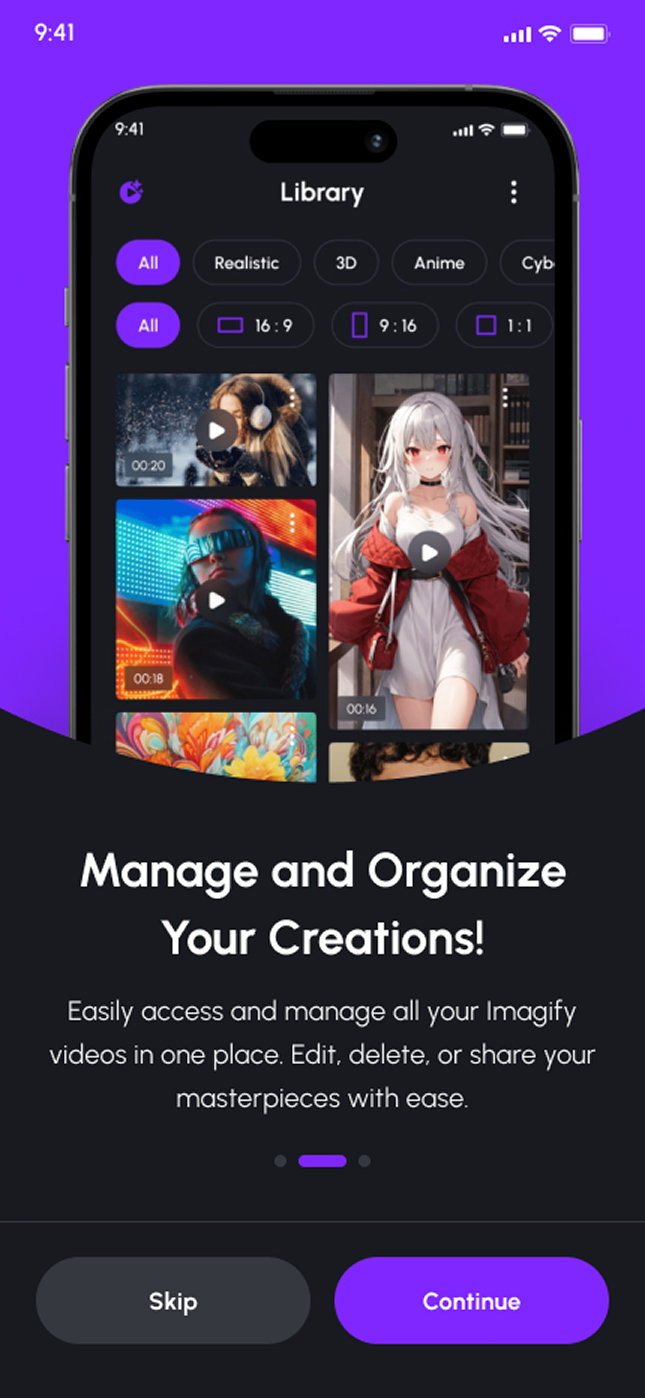 9:41
9:41
Library
All
Realistic
3D
Anime
Cyb
All
16 : 9
9 : 16
1 : 1
00:20
00:18
00:16
Manage and Organize
Your Creations!
Easily access and manage all your Imagify
videos in one place. Edit, delete, or share your
masterpieces with ease.
Skip
Continue